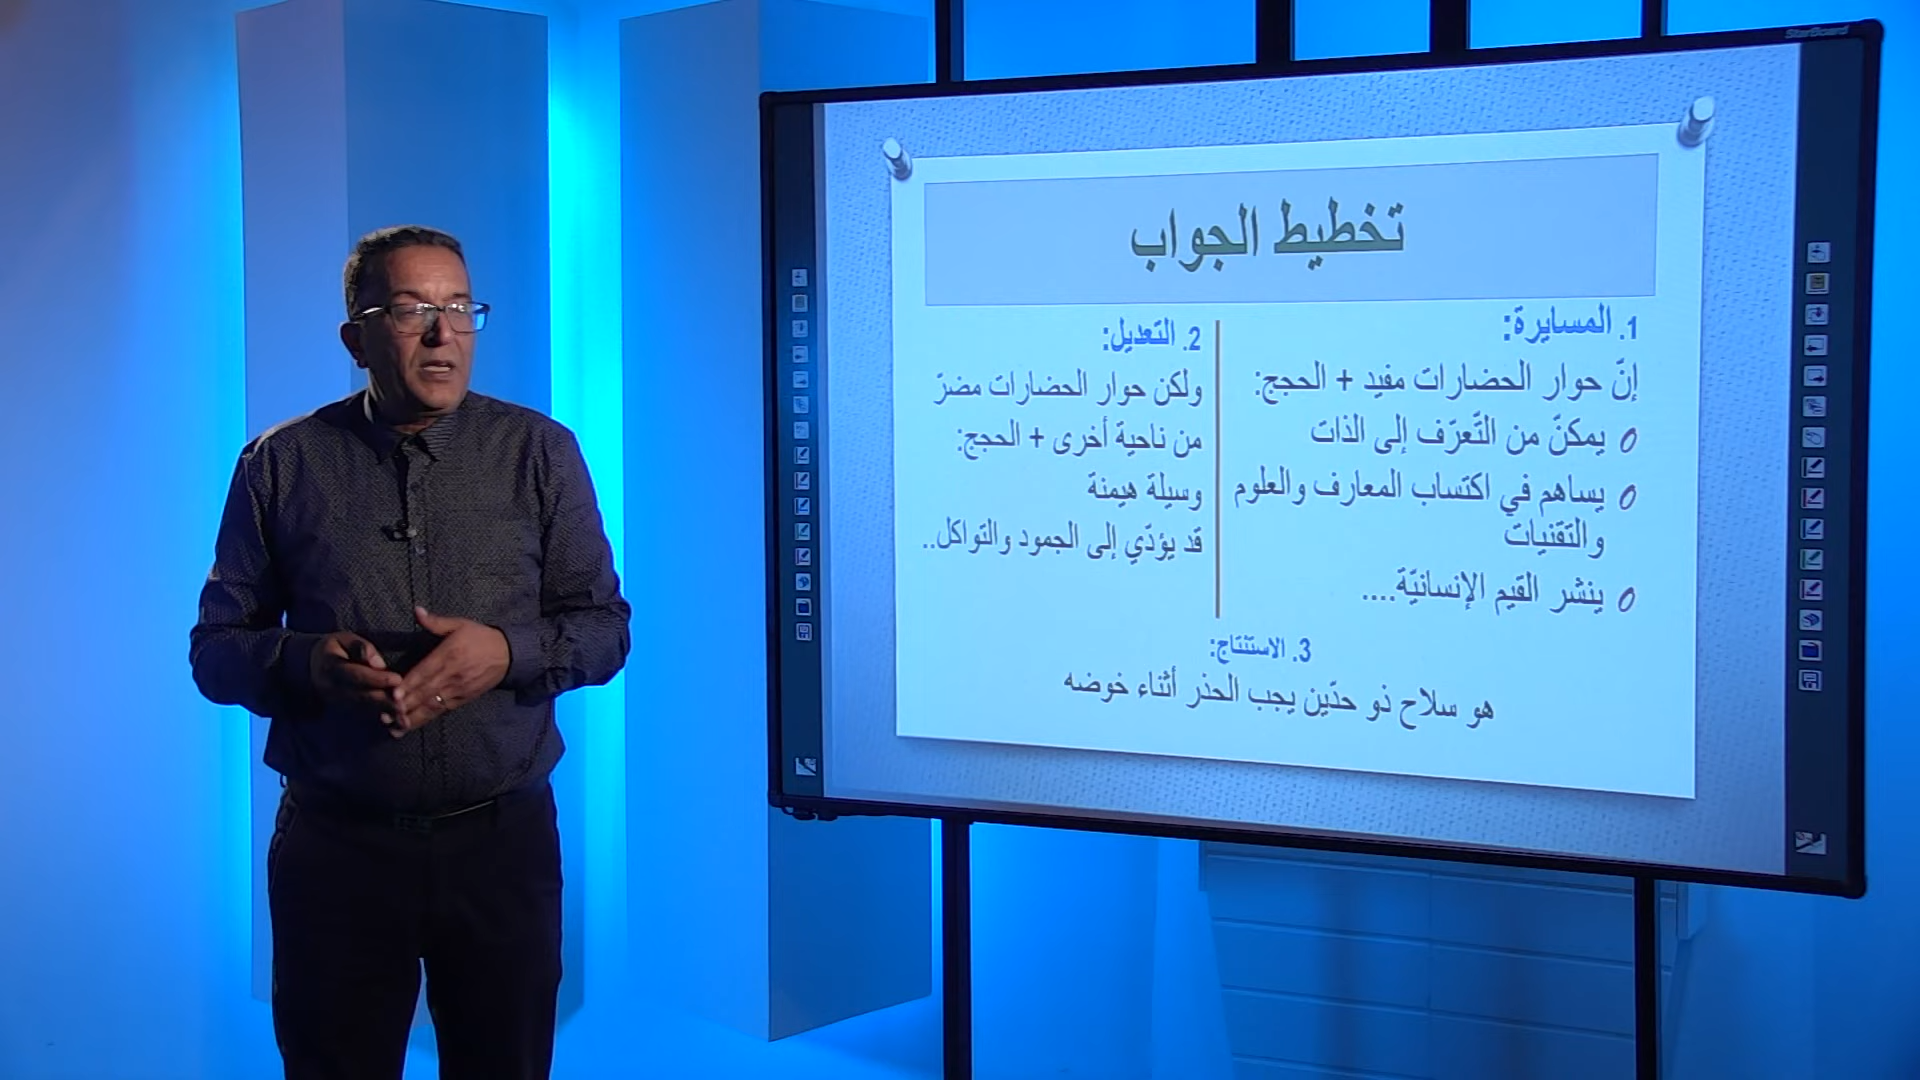 StarBoard
تخطيط الجواب
1. المسايرة:
إنّ حوار الحضارات مفيد + الحجج:
o يمكنّ من التّعرّف إلى الذات
o يساهم في اكتساب المعارف والعلوم
والتقنيات
o ينشر القيم الإنسانيّة....
2. التعديل:
ولكن حوار الحضارات مضرّ
من ناحية أخرى + الحجج:
وسيلة هيمنة
قد يؤدّي إلى الجمود والتواكل..
3. الاستنتاج:
هو سلاح ذو حدّين يجب الحذر أثناء خوضه